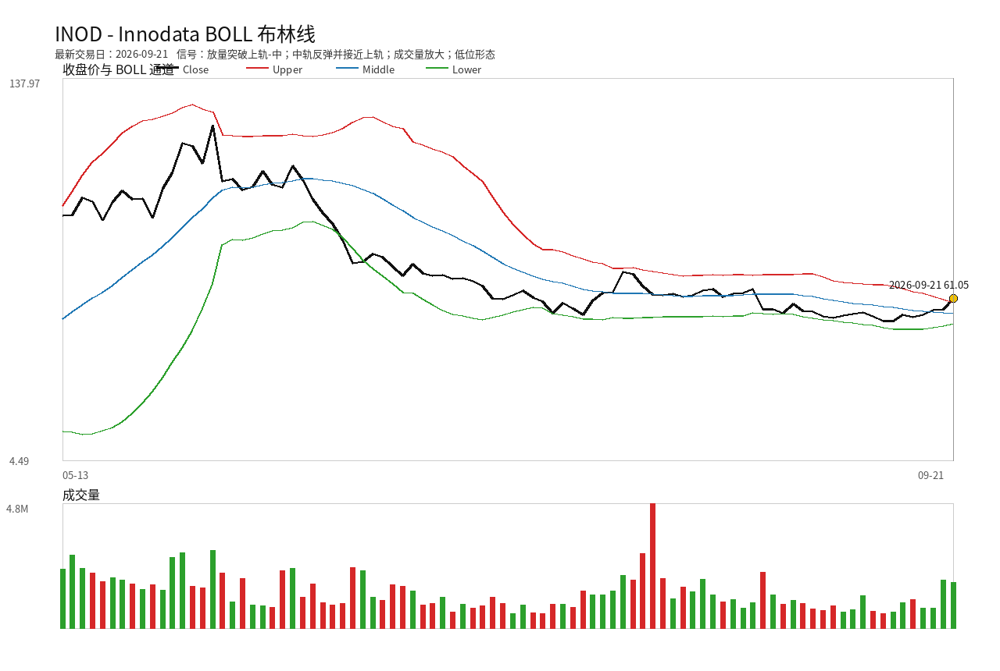 INOD - Innodata BOLL 布林线
最新交易日：2026-09-21 信号：放量突破上轨-中；中轨反弹并接近上轨；成交量放大；低位形态
收盘价与 BOLL 通道 Close Upper Middle Lower
137.97
2026-09-21 61.05
4.49
05-13 09-21
成交量
4.8M